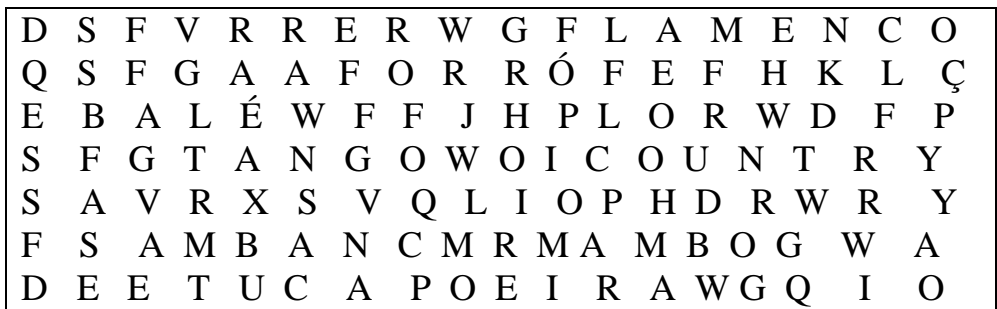 D S F V R R E R W G F L A M E N C O
Q S F G A A F O R R Ó F E F H K L Ç
E B A L É W F F J H P L O R W D F P
S F G T A N G O W O I C O U N T R Y
S A V R X S V Q L I O P H D R W R Y
F S A M B A N C M R M A M B O G W A
D E E T U C A P O E I R A W G Q I O